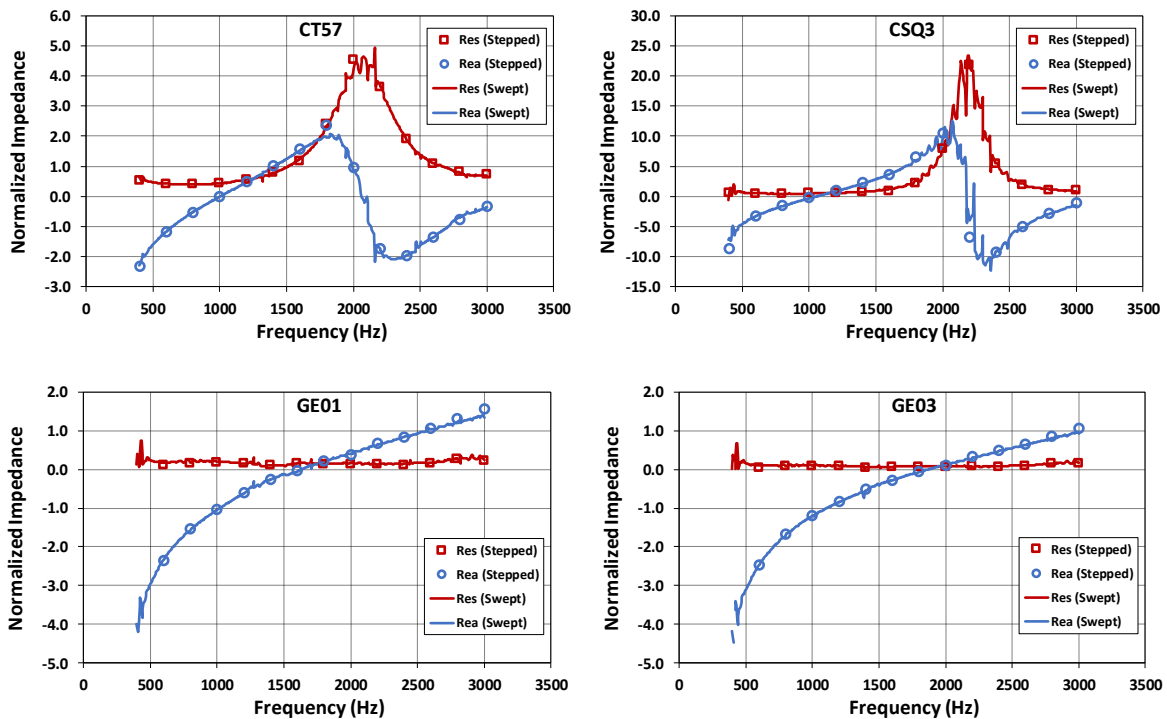 CT57
Normalized Impedance
6.0
5.0
4.0
3.0
2.0
1.0
0.0
-1.0
-2.0
-3.0
Res (Stepped)
Rea (Stepped)
Res (Swept)
Rea (Swept)
0 500 1000 1500 2000 2500 3000 3500
Frequency (Hz)
CSQ3
Normalized Impedance
30.0
25.0
20.0
15.0
10.0
5.0
0.0
-5.0
-10.0
-15.0
Res (Stepped)
Rea (Stepped)
Res (Swept)
Rea (Swept)
0 500 1000 1500 2000 2500 3000 3500
Frequency (Hz)
GE01
Normalized Impedance
2.0
1.0
0.0
-1.0
-2.0
-3.0
-4.0
-5.0
Res (Stepped)
Rea (Stepped)
Res (Swept)
Rea (Swept)
0 500 1000 1500 2000 2500 3000 3500
Frequency (Hz)
GE03
Normalized Impedance
2.0
1.0
0.0
-1.0
-2.0
-3.0
-4.0
-5.0
Res (Stepped)
Rea (Stepped)
Res (Swept)
Rea (Swept)
0 500 1000 1500 2000 2500 3000 3500
Frequency (Hz)